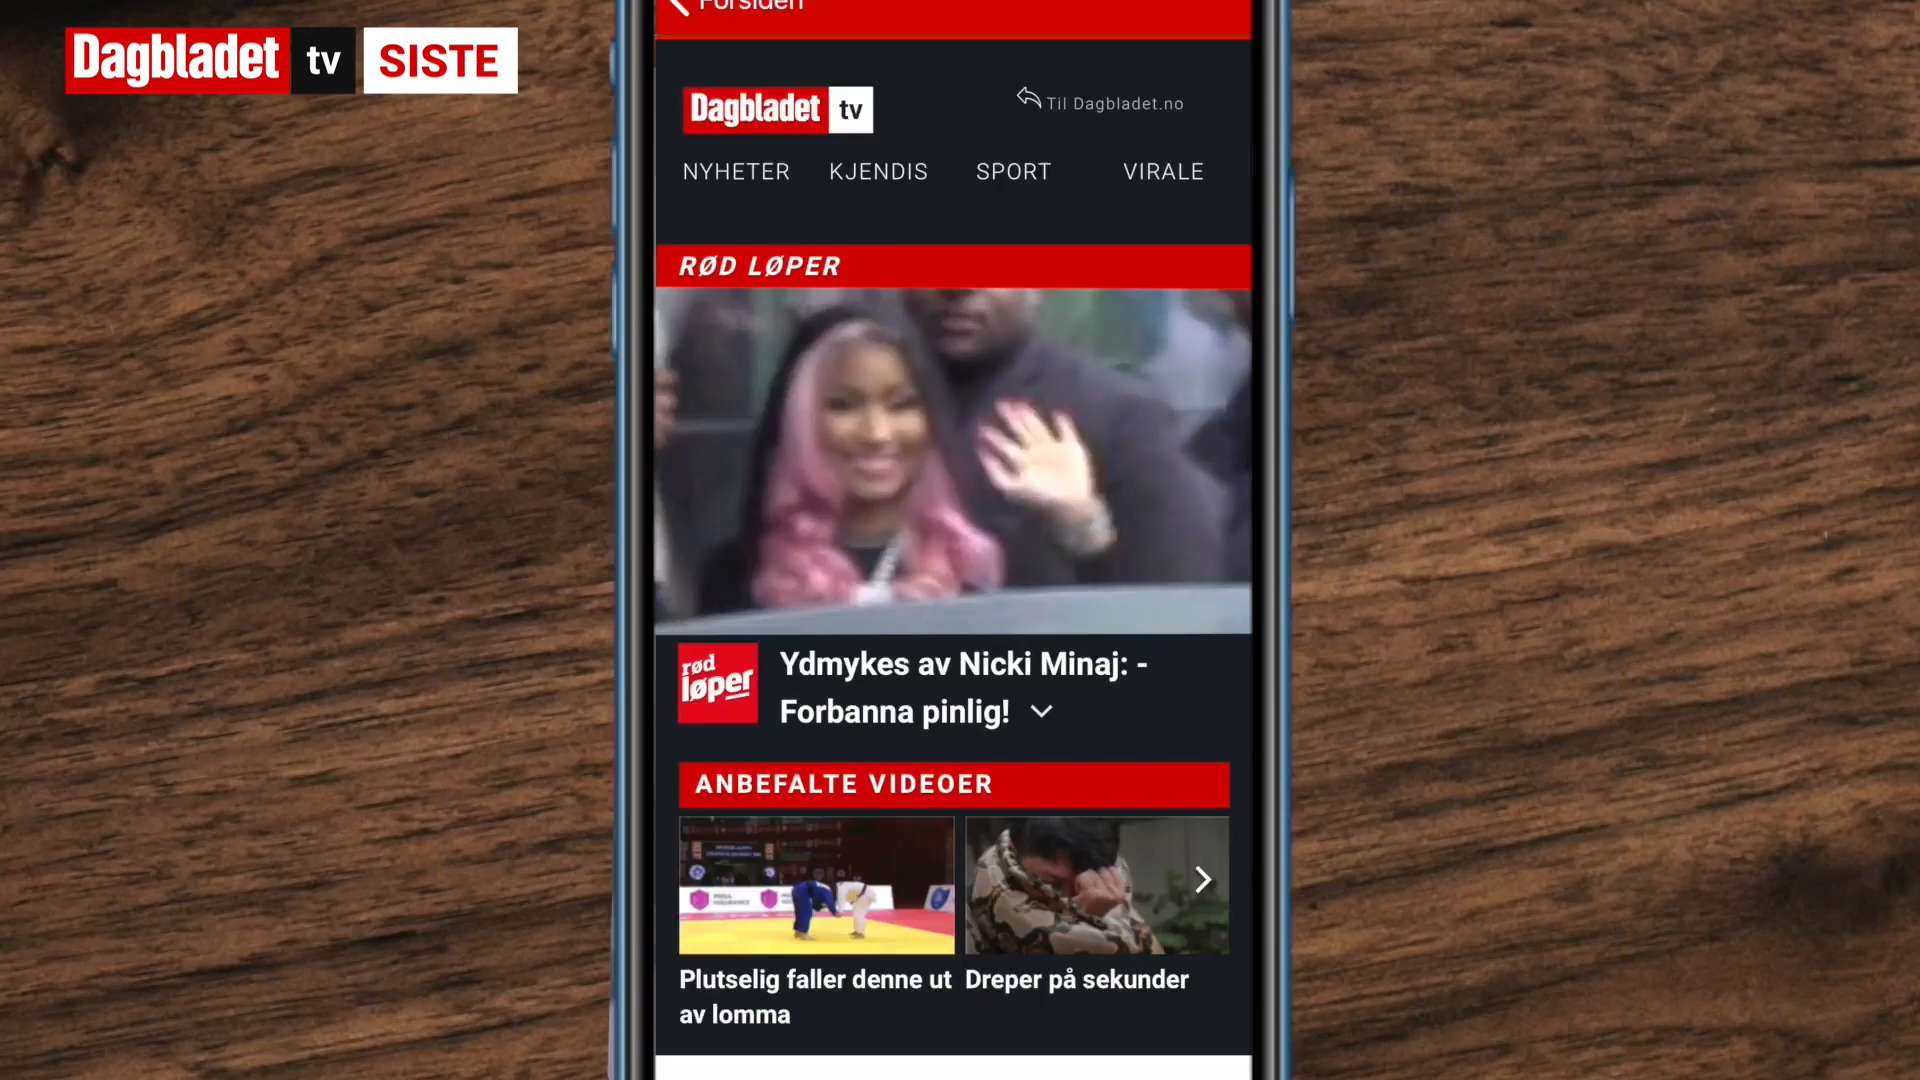 Dagbladet tv SISTE
Forsiden
Dagbladet tv
Til Dagbladet.no
NYHETER KJENDIS SPORT VIRALE
RØD LØPER
rød
løper
Ydmykes av Nicki Minaj: -
Forbanna pinlig!
ANBEFALTE VIDEOER
Plutselig faller denne ut
av lomma
Dreper på sekunder